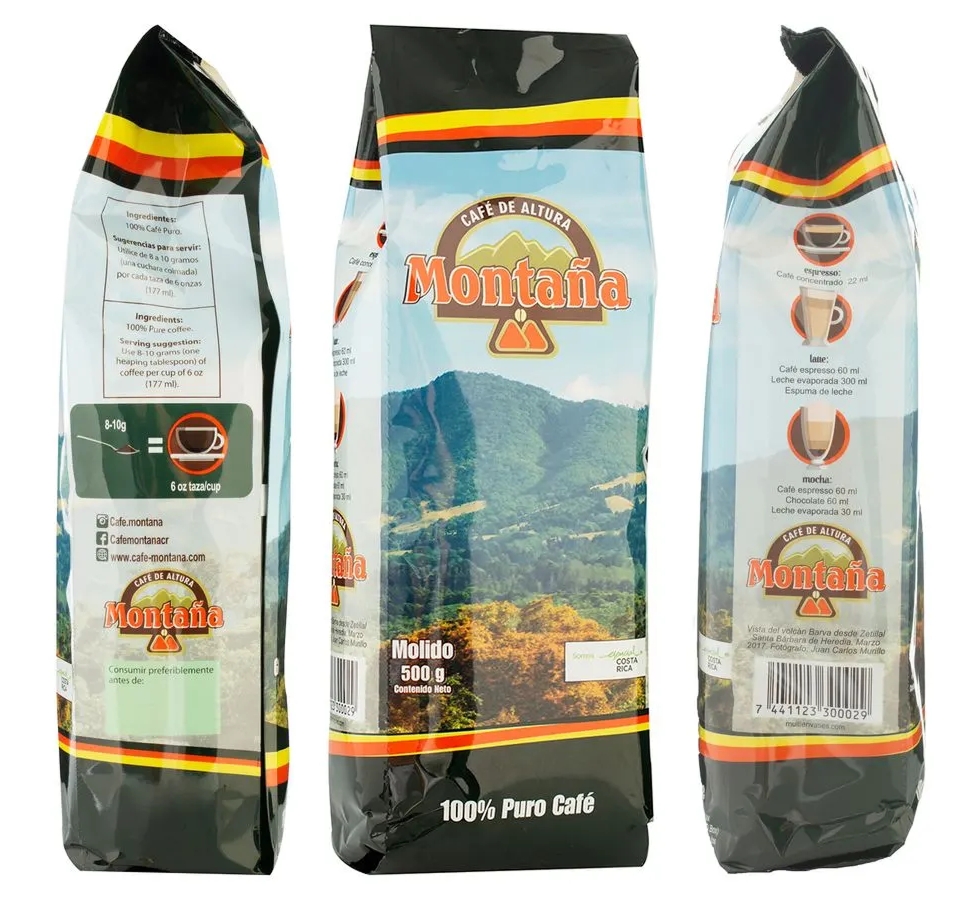 Ingredientes:
100% Café Puro.
Sugerencias para servir:
Utilice de 8 a 10 gramos
(una cuchara colmada)
por cada taza de 6 onzas
(177 ml).
Ingredients:
100% Pure coffee.
Serving suggestion:
Use 8-10 grams (one
heaping tablespoon) of
coffee per cup of 6 oz
(177 ml).
8-10g
=
6 oz taza/cup
Cafe.montana
Cafemontanacr
www.cafe-montana.com
CAFÉ DE ALTURA
Montaña
Consumir preferiblemente
antes de:
CAFÉ DE ALTURA
Montaña
Molido
500 g
Contenido Neto
esencial
COSTA
RICA
100% Puro Café
espresso:
Café concentrado 22 ml
Café espresso 60 ml
Leche evaporada 300 ml
Espuma de leche
mocha:
Café espresso 60 ml
Chocolate 60 ml
Leche evaporada 30 ml
CAFÉ DE ALTURA
Montaña
Vista del volcán Barva desde Zetillal
Santa Bárbara de Heredia. Marzo
2017. Fotógrafo, Juan Carlos Murillo
7 441123 300029
multienvases.com